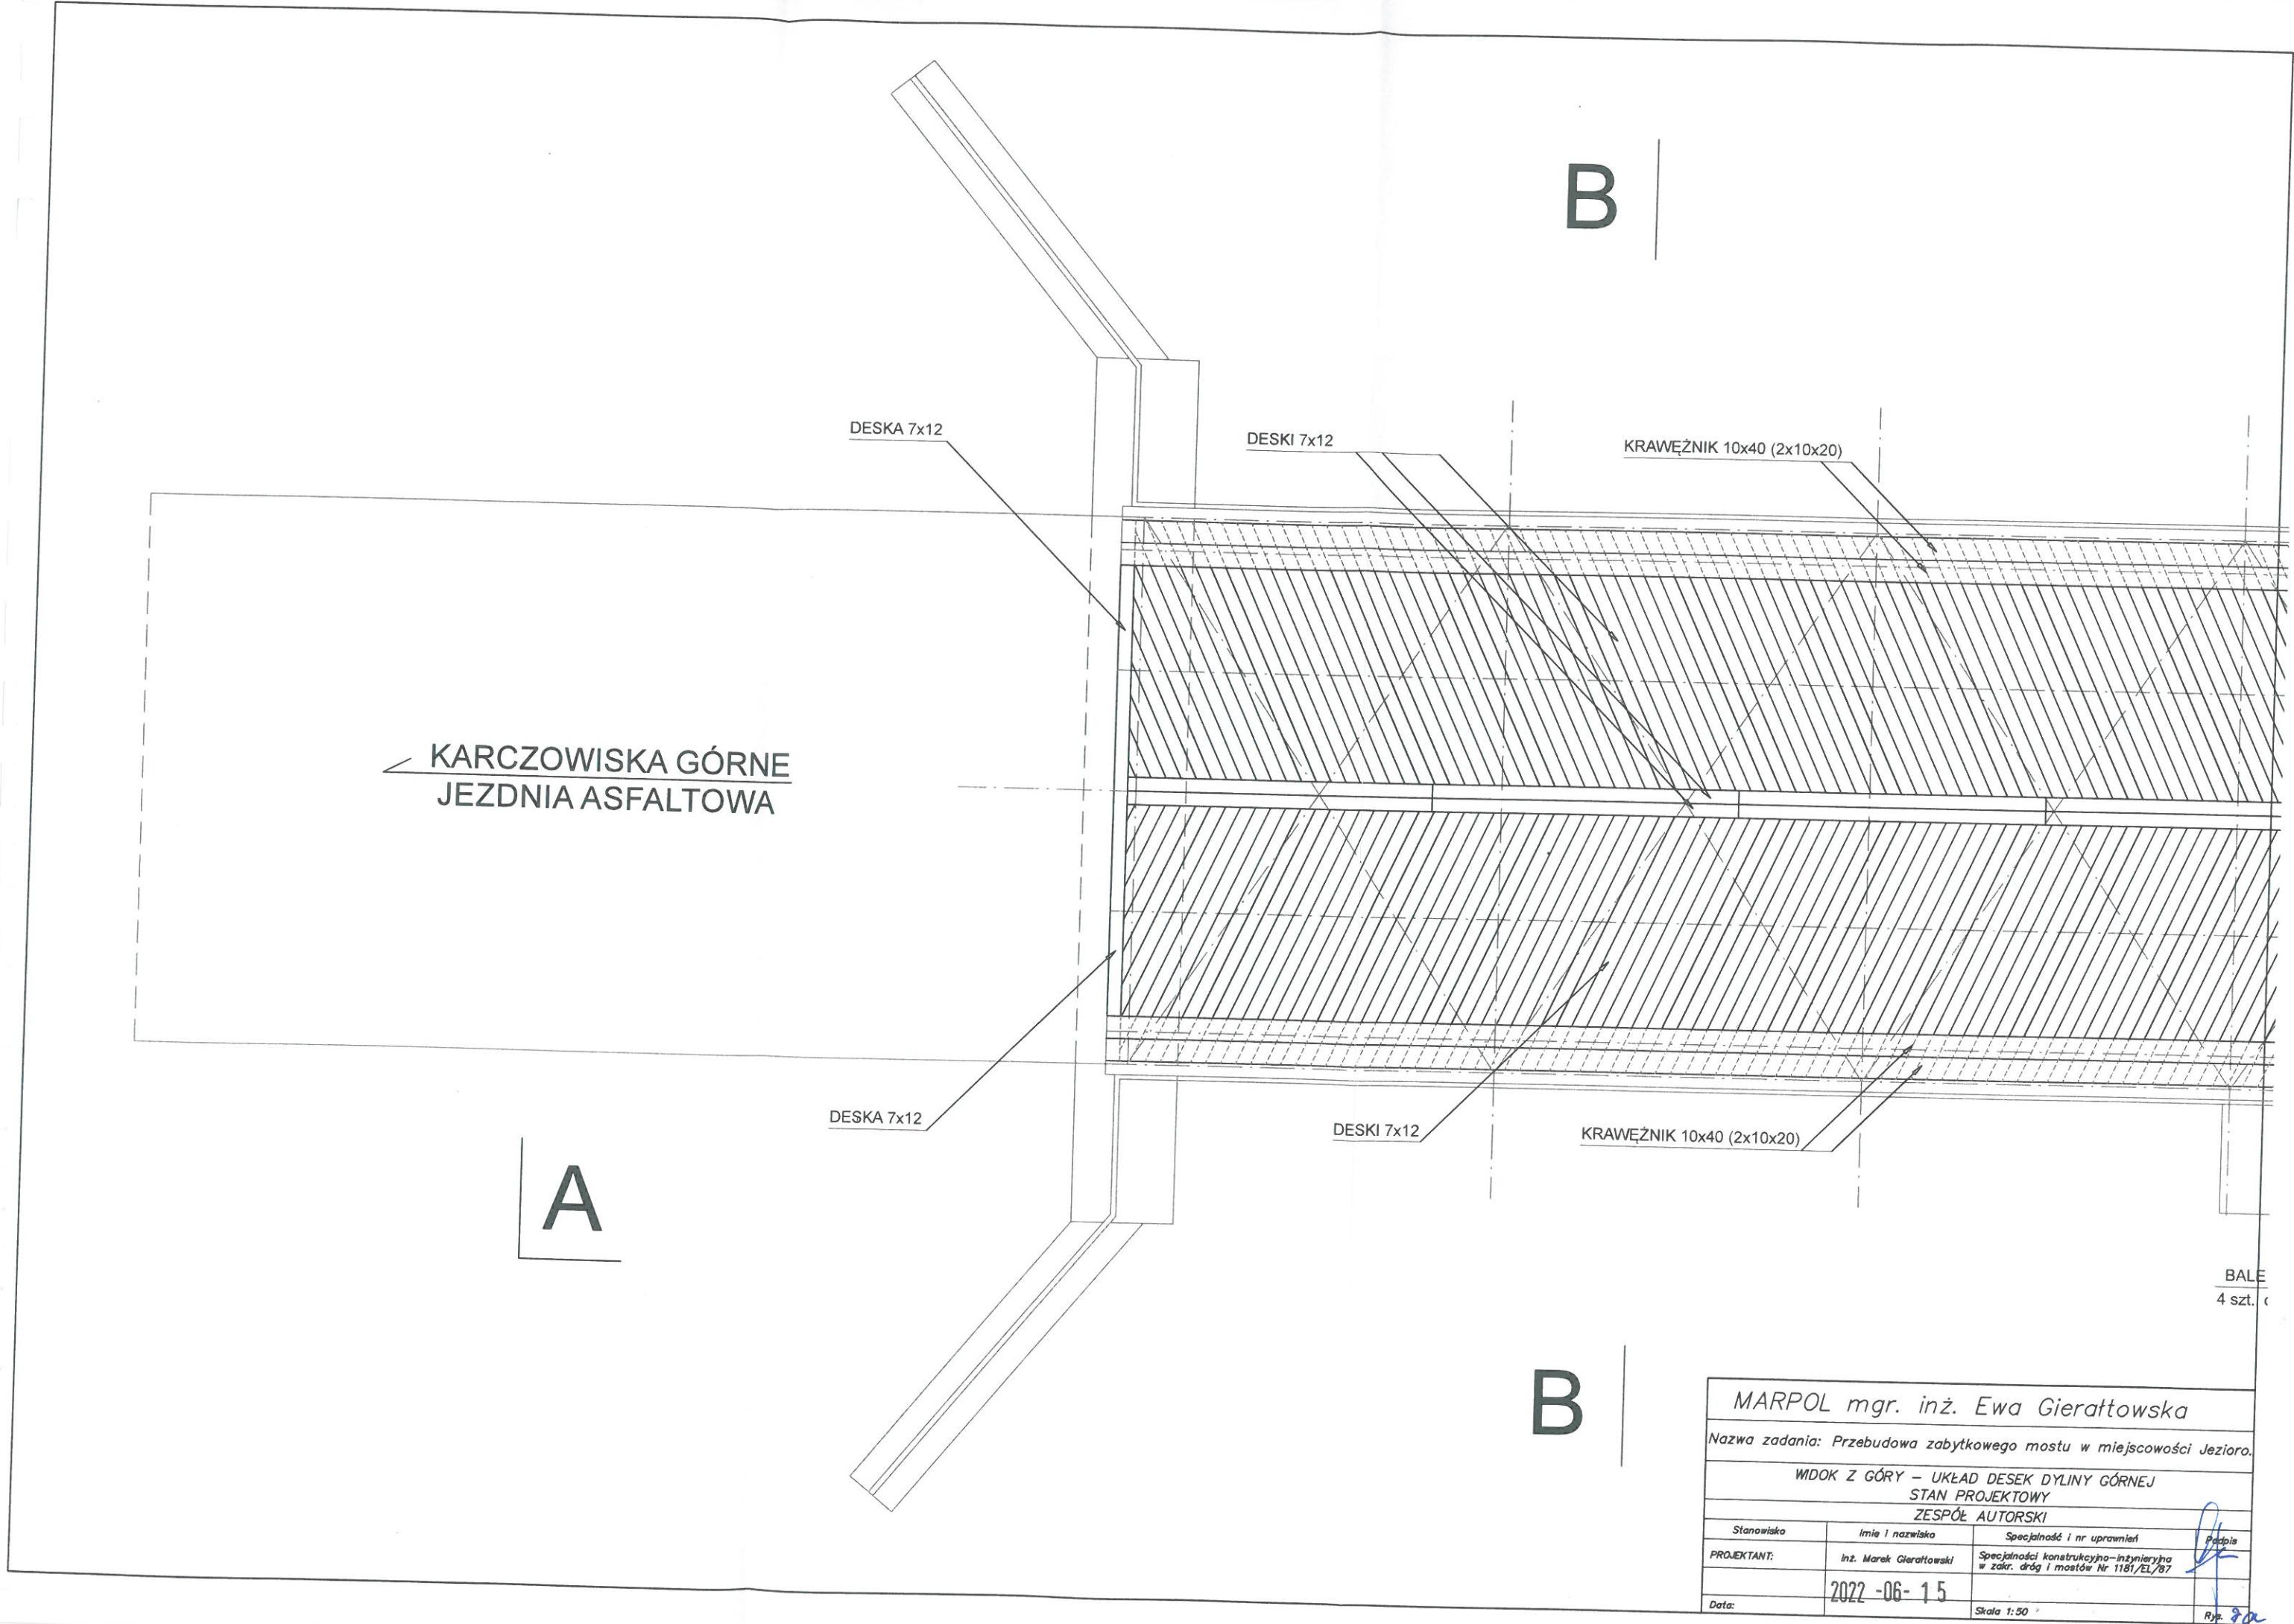 B
DESKA 7x12
DESKI 7x12
KRAWĘŻNIK 10x40 (2x10x20)
KARCZOWISKA GÓRNE
JEZDNIA ASFALTOWA
DESKA 7x12
DESKI 7x12
KRAWĘŻNIK 10x40 (2x10x20)
A
BALE
4 szt.
B
MARPOL mgr. inż. Ewa Gierałtowska
Nazwa zadania: Przebudowa zabytkowego mostu w miejscowości Jezioro.
WIDOK Z GÓRY – UKŁAD DESEK DYLINY GÓRNEJ
STAN PROJEKTOWY
ZESPÓŁ AUTORSKI
Stanowisko Imie i nazwisko Specjalność i nr uprawnień Podpis
PROJEKTANT: Inż. Marek Gierałtowski Specjalności konstrukcyjno-inżynieryjna
w zakr. dróg i mostów Nr 1181/EL/87
Data: 2022 -06- 15 Skala 1:50 Rys.